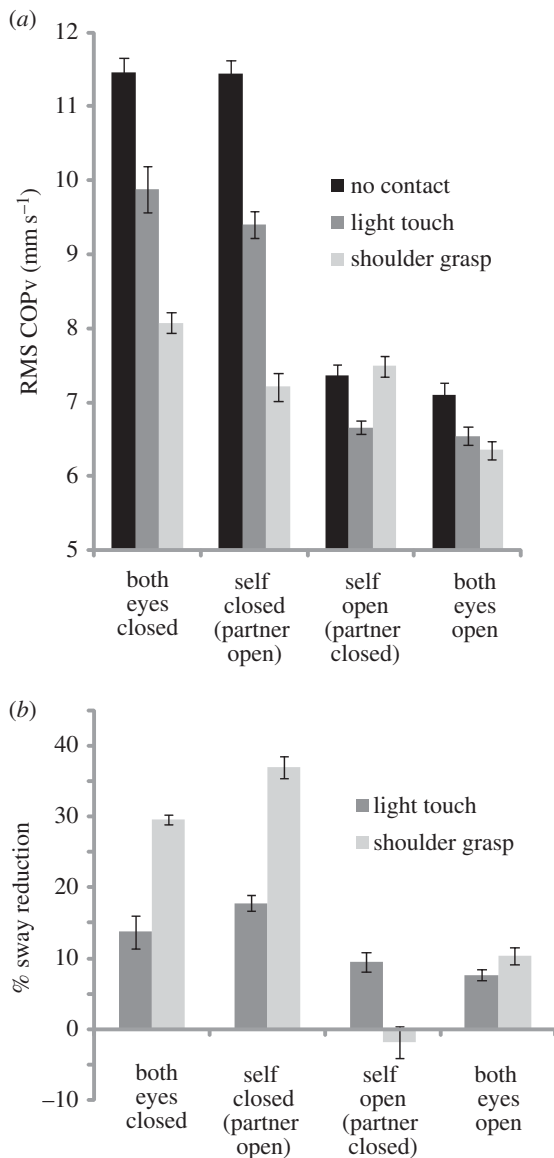 (a)
12
11
10
9
8
7
6
5
RMS COPv (mm s⁻¹)
no contact
light touch
shoulder grasp
both
eyes
closed
self
closed
(partner
open)
self
open
(partner
closed)
both
eyes
open
(b)
40
30
20
10
0
–10
% sway reduction
light touch
shoulder grasp
both
eyes
closed
self
closed
(partner
open)
self
open
(partner
closed)
both
eyes
open